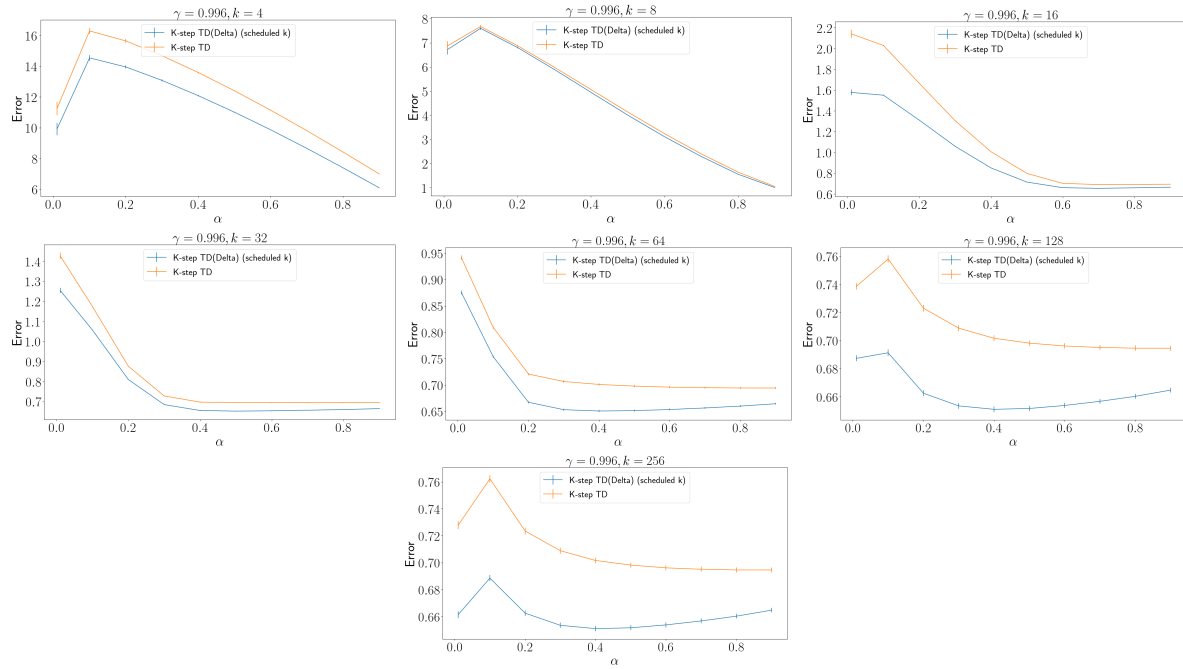 γ = 0.996, k = 4
K-step TD(Delta) (scheduled k)
K-step TD
Error
16
14
12
10
8
6
0.0 0.2 0.4 0.6 0.8
α
γ = 0.996, k = 8
K-step TD(Delta) (scheduled k)
K-step TD
Error
8
7
6
5
4
3
2
1
0.0 0.2 0.4 0.6 0.8
α
γ = 0.996, k = 16
K-step TD(Delta) (scheduled k)
K-step TD
Error
2.2
2.0
1.8
1.6
1.4
1.2
1.0
0.8
0.6
0.0 0.2 0.4 0.6 0.8
α
γ = 0.996, k = 32
K-step TD(Delta) (scheduled k)
K-step TD
Error
1.4
1.3
1.2
1.1
1.0
0.9
0.8
0.7
0.0 0.2 0.4 0.6 0.8
α
γ = 0.996, k = 64
K-step TD(Delta) (scheduled k)
K-step TD
Error
0.95
0.90
0.85
0.80
0.75
0.70
0.65
0.0 0.2 0.4 0.6 0.8
α
γ = 0.996, k = 128
K-step TD(Delta) (scheduled k)
K-step TD
Error
0.76
0.74
0.72
0.70
0.68
0.66
0.0 0.2 0.4 0.6 0.8
α
γ = 0.996, k = 256
K-step TD(Delta) (scheduled k)
K-step TD
Error
0.76
0.74
0.72
0.70
0.68
0.66
0.0 0.2 0.4 0.6 0.8
α